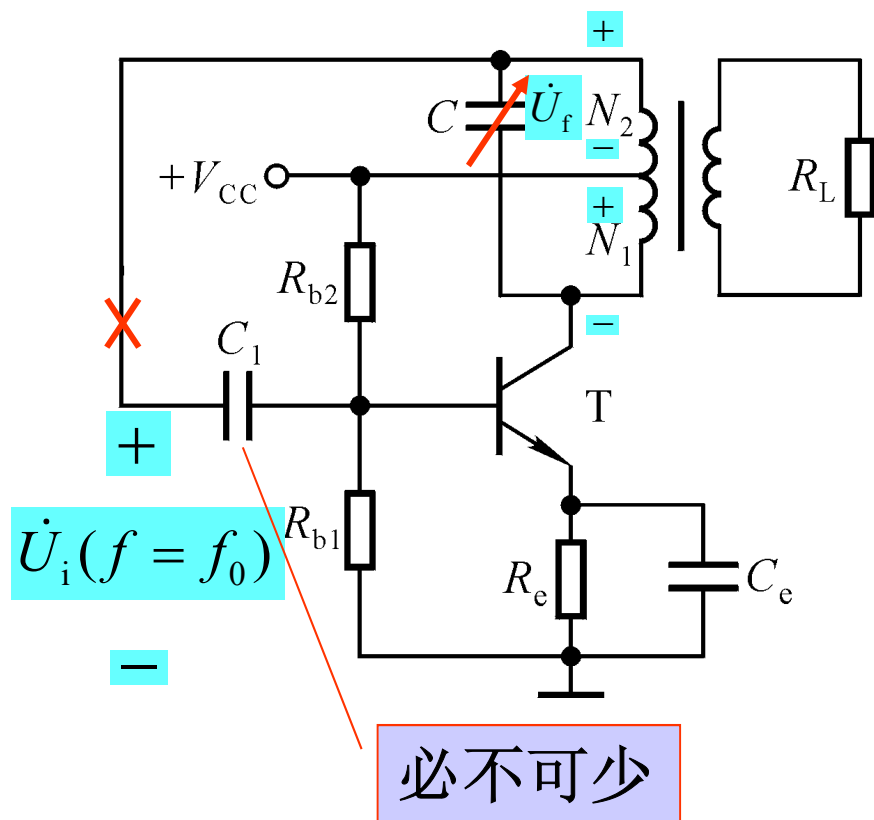 +
C
U̇f
N2
−
+VCC
+
N1
RL
Rb2
−
C1
T
+
U̇i(f = f0)
Rb1
Re
Ce
−
必不可少